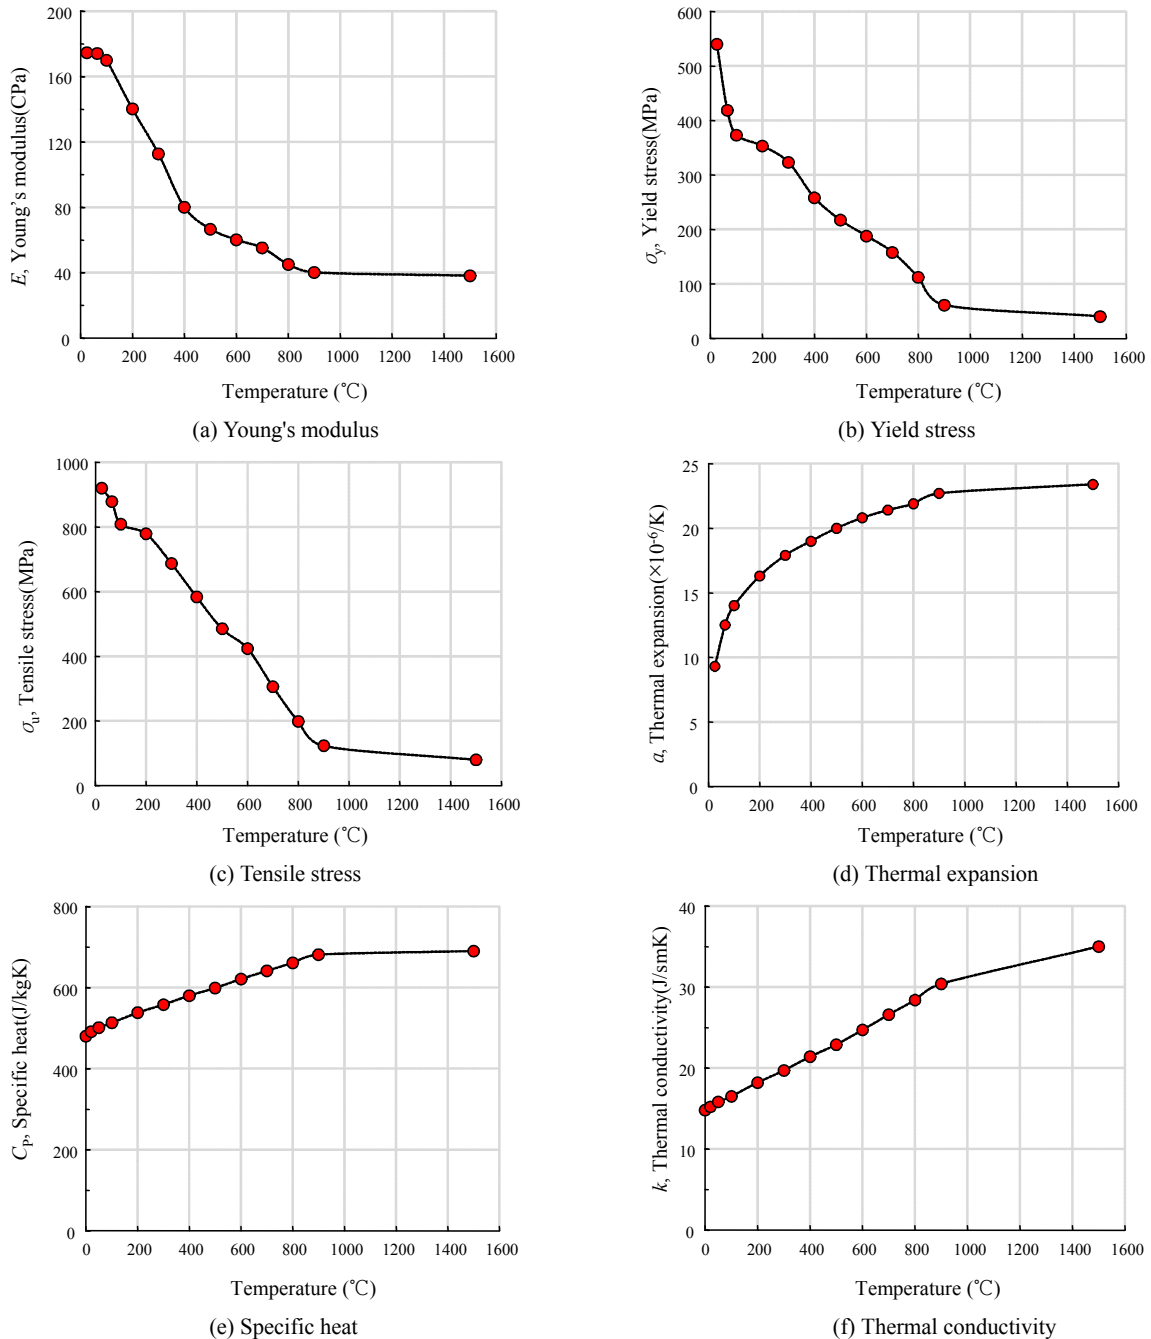 E, Young's modulus(CPa)
200
160
120
80
40
0
0 200 400 600 800 1000 1200 1400 1600
Temperature (℃)
(a) Young's modulus
σy, Yield stress(MPa)
600
500
400
300
200
100
0
0 200 400 600 800 1000 1200 1400 1600
Temperature (℃)
(b) Yield stress
σu, Tensile stress(MPa)
1000
800
600
400
200
0
0 200 400 600 800 1000 1200 1400 1600
Temperature (℃)
(c) Tensile stress
a, Thermal expansion(×10-6/K)
25
20
15
10
5
0
0 200 400 600 800 1000 1200 1400 1600
Temperature (℃)
(d) Thermal expansion
CP, Specific heat(J/kgK)
800
600
400
200
0
0 200 400 600 800 1000 1200 1400 1600
Temperature (℃)
(e) Specific heat
k, Thermal conductivity(J/smK)
40
30
20
10
0
0 200 400 600 800 1000 1200 1400 1600
Temperature (℃)
(f) Thermal conductivity